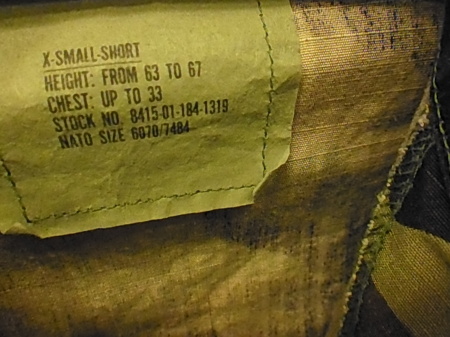 X-SMALL-SHORT
HEIGHT: FROM 63 TO 67
CHEST: UP TO 33
STOCK NO. 8415-01-184-1319
NATO SIZE 6070/7484